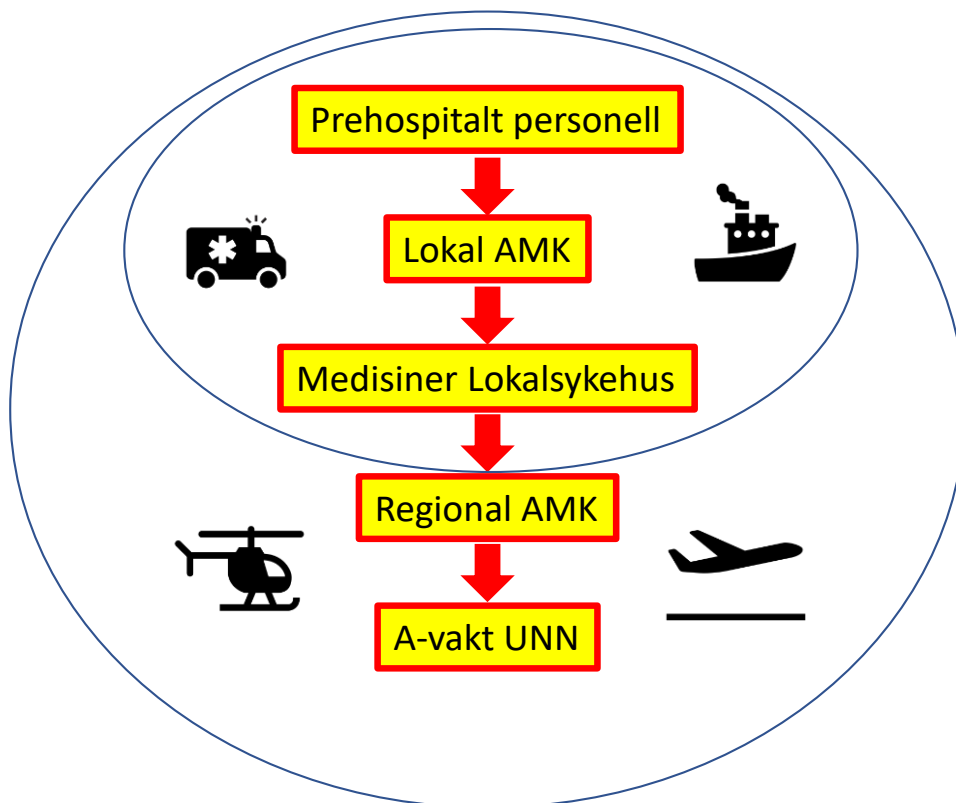 Prehospitalt personell
Lokal AMK
Medisiner Lokalsykehus
Regional AMK
A-vakt UNN